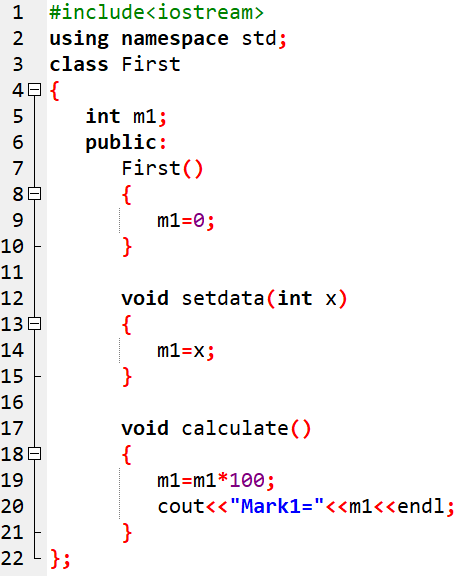 1 #include<iostream>
2 using namespace std;
3 class First
4 {
5 int m1;
6 public:
7 First()
8 {
9 m1=0;
10 }
11
12 void setdata(int x)
13 {
14 m1=x;
15 }
16
17 void calculate()
18 {
19 m1=m1*100;
20 cout<<"Mark1="<<m1<<endl;
21 }
22 };